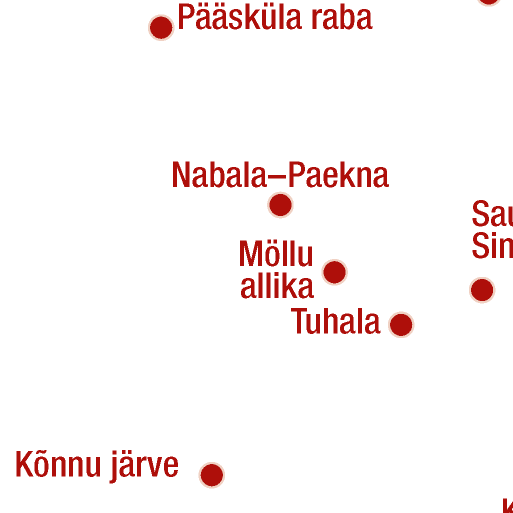 Pääsküla raba
Nabala–Paekna
Möllu
allika
Tuhala
Kõnnu järve